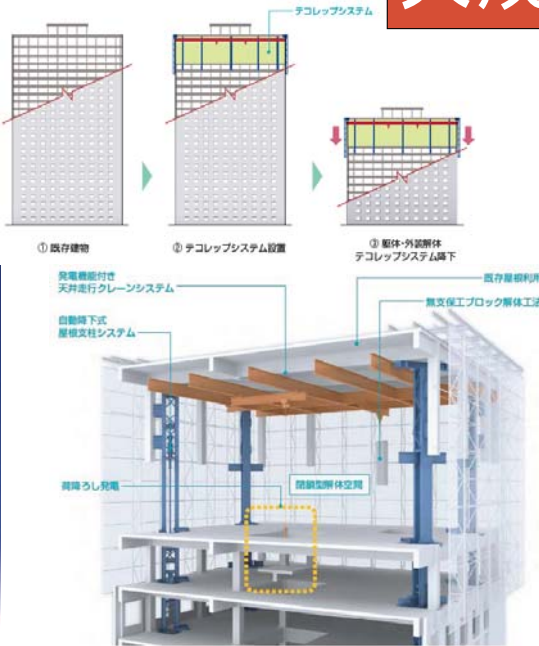 テコレップシステム
① 既存建物
② テコレップシステム設置
③ 躯体・外装解体
テコレップシステム降下
発電機能付き
天井走行クレーンシステム
既存屋根利用
無支保工ブロック解体工法
自動降下式
屋根支柱システム
荷降ろし発電
閉鎖型解体空間